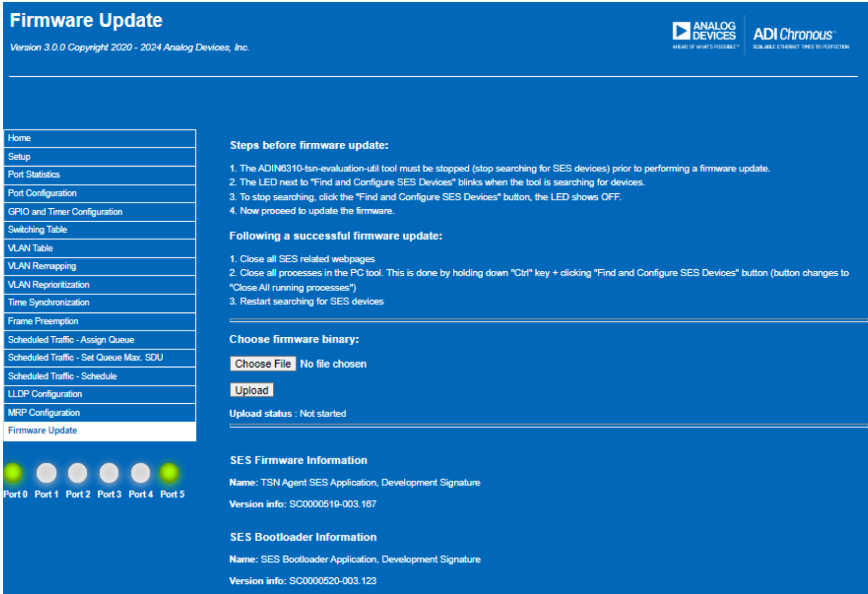 Firmware Update
Version 3.0.0 Copyright 2020 - 2024 Analog Devices, Inc.
ANALOG
DEVICES
AHEAD OF WHAT'S POSSIBLE™
ADI Chronous™
SCALABLE ETHERNET TIMED TO PERFECTION
Home
Setup
Port Statistics
Port Configuration
GPIO and Timer Configuration
Switching Table
VLAN Table
VLAN Remapping
VLAN Reprioritization
Time Synchronization
Frame Preemption
Scheduled Traffic - Assign Queue
Scheduled Traffic - Set Queue Max. SDU
Scheduled Traffic - Schedule
LLDP Configuration
MRP Configuration
Firmware Update
Port 0 Port 1 Port 2 Port 3 Port 4 Port 5
Steps before firmware update:
1. The ADIN6310-tsn-evaluation-util tool must be stopped (stop searching for SES devices) prior to performing a firmware update.
2. The LED next to "Find and Configure SES Devices" blinks when the tool is searching for devices.
3. To stop searching, click the "Find and Configure SES Devices" button, the LED shows OFF.
4. Now proceed to update the firmware.
Following a successful firmware update:
1. Close all SES related webpages
2. Close all processes in the PC tool. This is done by holding down "Ctrl" key + clicking "Find and Configure SES Devices" button (button changes to
"Close All running processes")
3. Restart searching for SES devices
Choose firmware binary:
Choose File No file chosen
Upload
Upload status : Not started
SES Firmware Information
Name: TSN Agent SES Application, Development Signature
Version info: SC0000519-003.167
SES Bootloader Information
Name: SES Bootloader Application, Development Signature
Version info: SC0000520-003.123